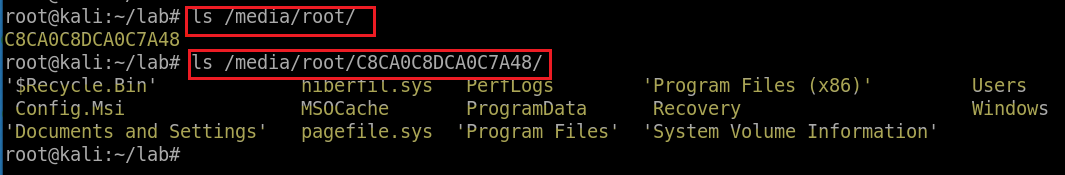 root@kali:~/lab# ls /media/root/
C8CA0C8DCA0C7A48
root@kali:~/lab# ls /media/root/C8CA0C8DCA0C7A48/
'$Recycle.Bin' hiberfil.sys PerfLogs 'Program Files (x86)' Users
Config.Msi MSOCache ProgramData Recovery Windows
'Documents and Settings' pagefile.sys 'Program Files' 'System Volume Information'
root@kali:~/lab#